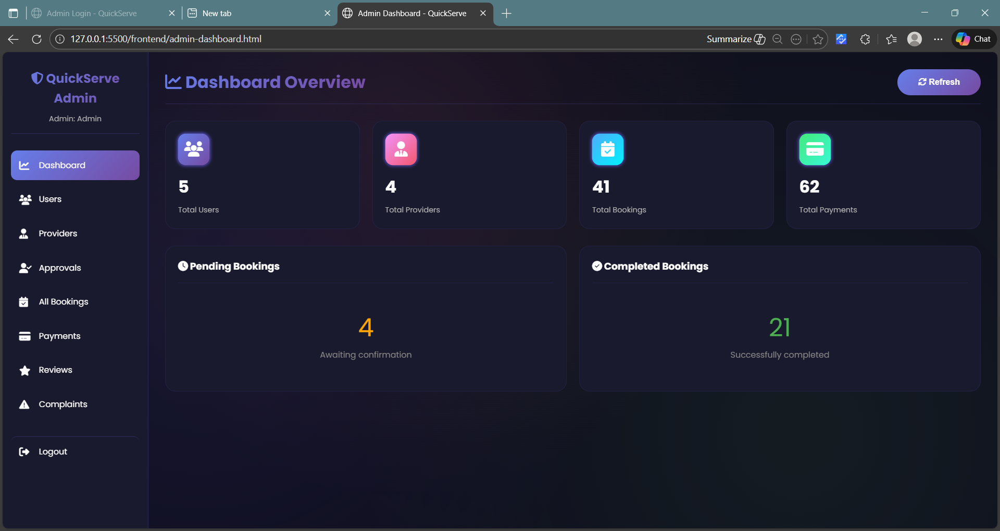 Admin Login - QuickServe
New tab
Admin Dashboard - QuickServe
127.0.0.1:5500/frontend/admin-dashboard.html
Summarize
Chat
QuickServe
Admin
Admin: Admin
Dashboard
Users
Providers
Approvals
All Bookings
Payments
Reviews
Complaints
Logout
Dashboard Overview
Refresh
5
Total Users
4
Total Providers
41
Total Bookings
62
Total Payments
Pending Bookings
4
Awaiting confirmation
Completed Bookings
21
Successfully completed